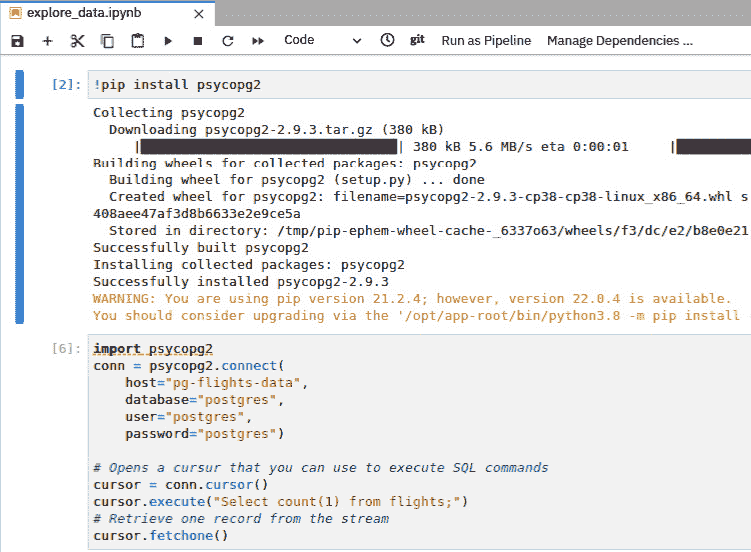 explore_data.ipynb
Code git Run as Pipeline Manage Dependencies ...
[2]: !pip install psycopg2
Collecting psycopg2
Downloading psycopg2-2.9.3.tar.gz (380 kB)
| | 380 kB 5.6 MB/s eta 0:00:01 |
Building wheels for collected packages: psycopg2
Building wheel for psycopg2 (setup.py) ... done
Created wheel for psycopg2: filename=psycopg2-2.9.3-cp38-cp38-linux_x86_64.whl s
408aee47af3d8b6633e2e9ce5a
Stored in directory: /tmp/pip-ephem-wheel-cache-_6337o63/wheels/f3/dc/e2/b8e0e21
Successfully built psycopg2
Installing collected packages: psycopg2
Successfully installed psycopg2-2.9.3
WARNING: You are using pip version 21.2.4; however, version 22.0.4 is available.
You should consider upgrading via the '/opt/app-root/bin/python3.8 -m pip install
[6]: import psycopg2
conn = psycopg2.connect(
host="pg-flights-data",
database="postgres",
user="postgres",
password="postgres")
# Opens a cursur that you can use to execute SQL commands
cursor = conn.cursor()
cursor.execute("Select count(1) from flights;")
# Retrieve one record from the stream
cursor.fetchone()